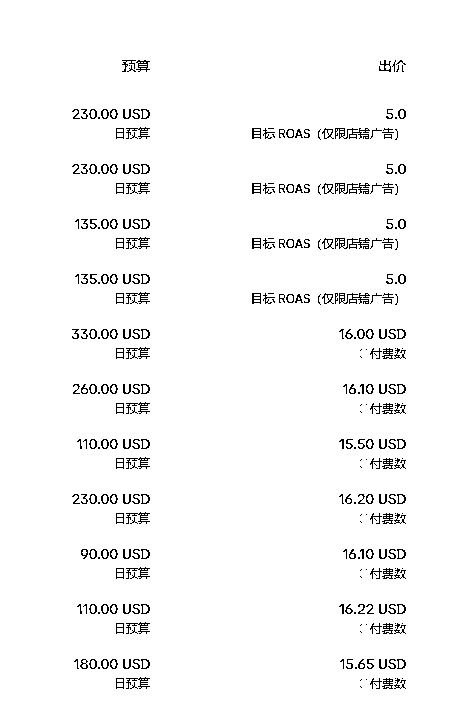 预算 出价
230.00 USD 5.0
日预算 目标 ROAS（仅限店铺广告）
230.00 USD 5.0
日预算 目标 ROAS（仅限店铺广告）
135.00 USD 5.0
日预算 目标 ROAS（仅限店铺广告）
135.00 USD 5.0
日预算 目标 ROAS（仅限店铺广告）
330.00 USD 16.00 USD
日预算 付费数
260.00 USD 16.10 USD
日预算 付费数
110.00 USD 15.50 USD
日预算 付费数
230.00 USD 16.20 USD
日预算 付费数
90.00 USD 16.10 USD
日预算 付费数
110.00 USD 16.22 USD
日预算 付费数
180.00 USD 15.65 USD
日预算 付费数